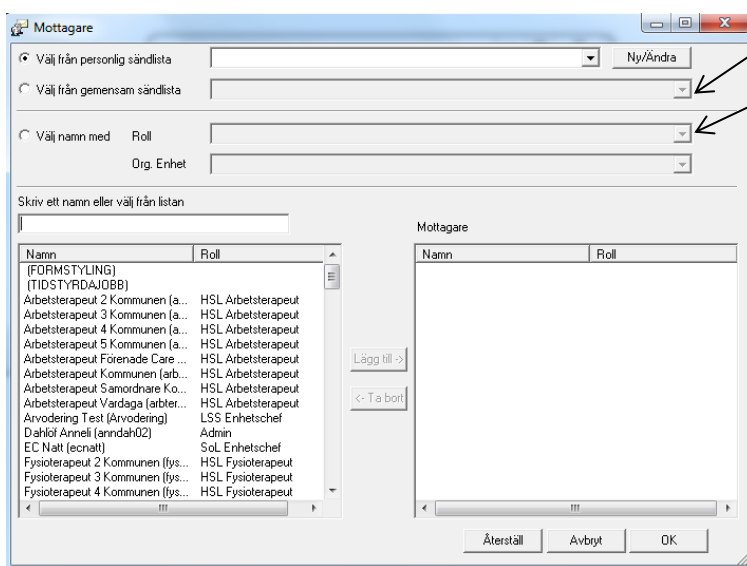 Mottagare
Välj från personlig sändlista
Ny/Ändra
Välj från gemensam sändlista
Välj namn med Roll
Org. Enhet
Skriv ett namn eller välj från listan
Mottagare
Namn Roll
Namn Roll
(FORMSTYLING)
(TIDSTYRDAJOBB)
Arbetsterapeut 2 Kommunen (a... HSL Arbetsterapeut
Arbetsterapeut 3 Kommunen (a... HSL Arbetsterapeut
Arbetsterapeut 4 Kommunen (a... HSL Arbetsterapeut
Arbetsterapeut 5 Kommunen (a... HSL Arbetsterapeut
Arbetsterapeut Förenade Care ... HSL Arbetsterapeut
Arbetsterapeut Kommunen (arb... HSL Arbetsterapeut
Arbetsterapeut Samordnare Ko... HSL Arbetsterapeut
Arbetsterapeut Vardaga (arbter... HSL Arbetsterapeut
Arvodering Test (Arvodering) LSS Enhetschef
Dahlöf Anneli (anndah02) Admin
EC Natt (ecnatt) SoL Enhetschef
Fysioterapeut 2 Kommunen (fys... HSL Fysioterapeut
Fysioterapeut 3 Kommunen (fys... HSL Fysioterapeut
Fysioterapeut 4 Kommunen (fys... HSL Fysioterapeut
Lägg till ->
<- Ta bort
Återställ
Avbryt
OK